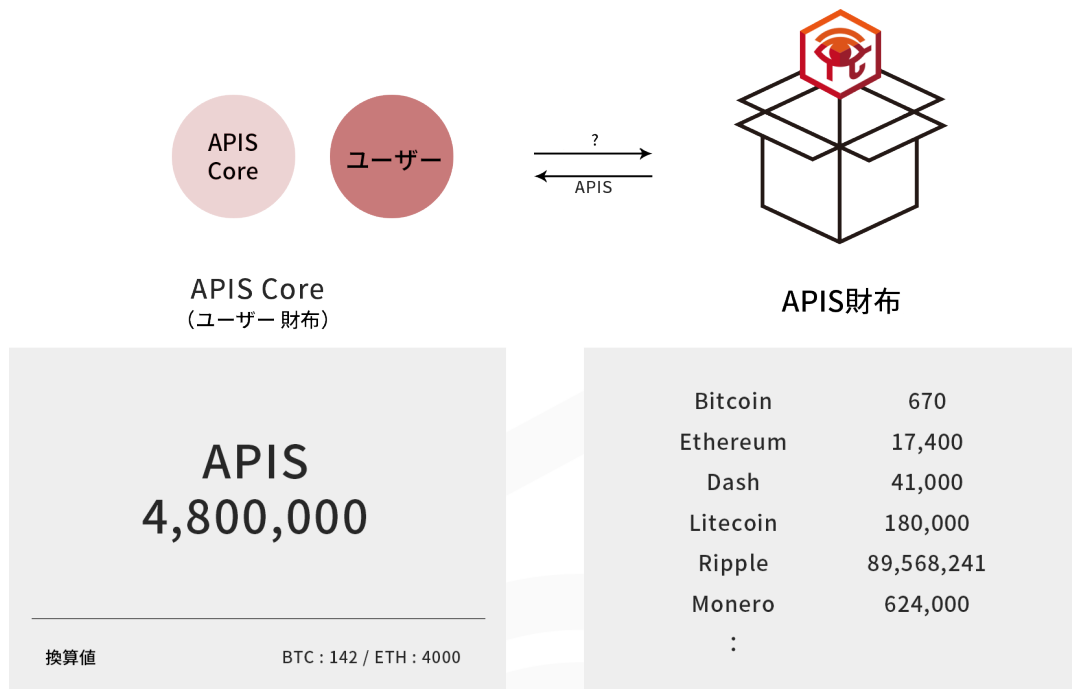 APIS
Core
ユーザー
?
APIS
APIS Core
（ユーザー 財布）
APIS財布
APIS
4,800,000
換算値 BTC : 142 / ETH : 4000
Bitcoin 670
Ethereum 17,400
Dash 41,000
Litecoin 180,000
Ripple 89,568,241
Monero 624,000
: